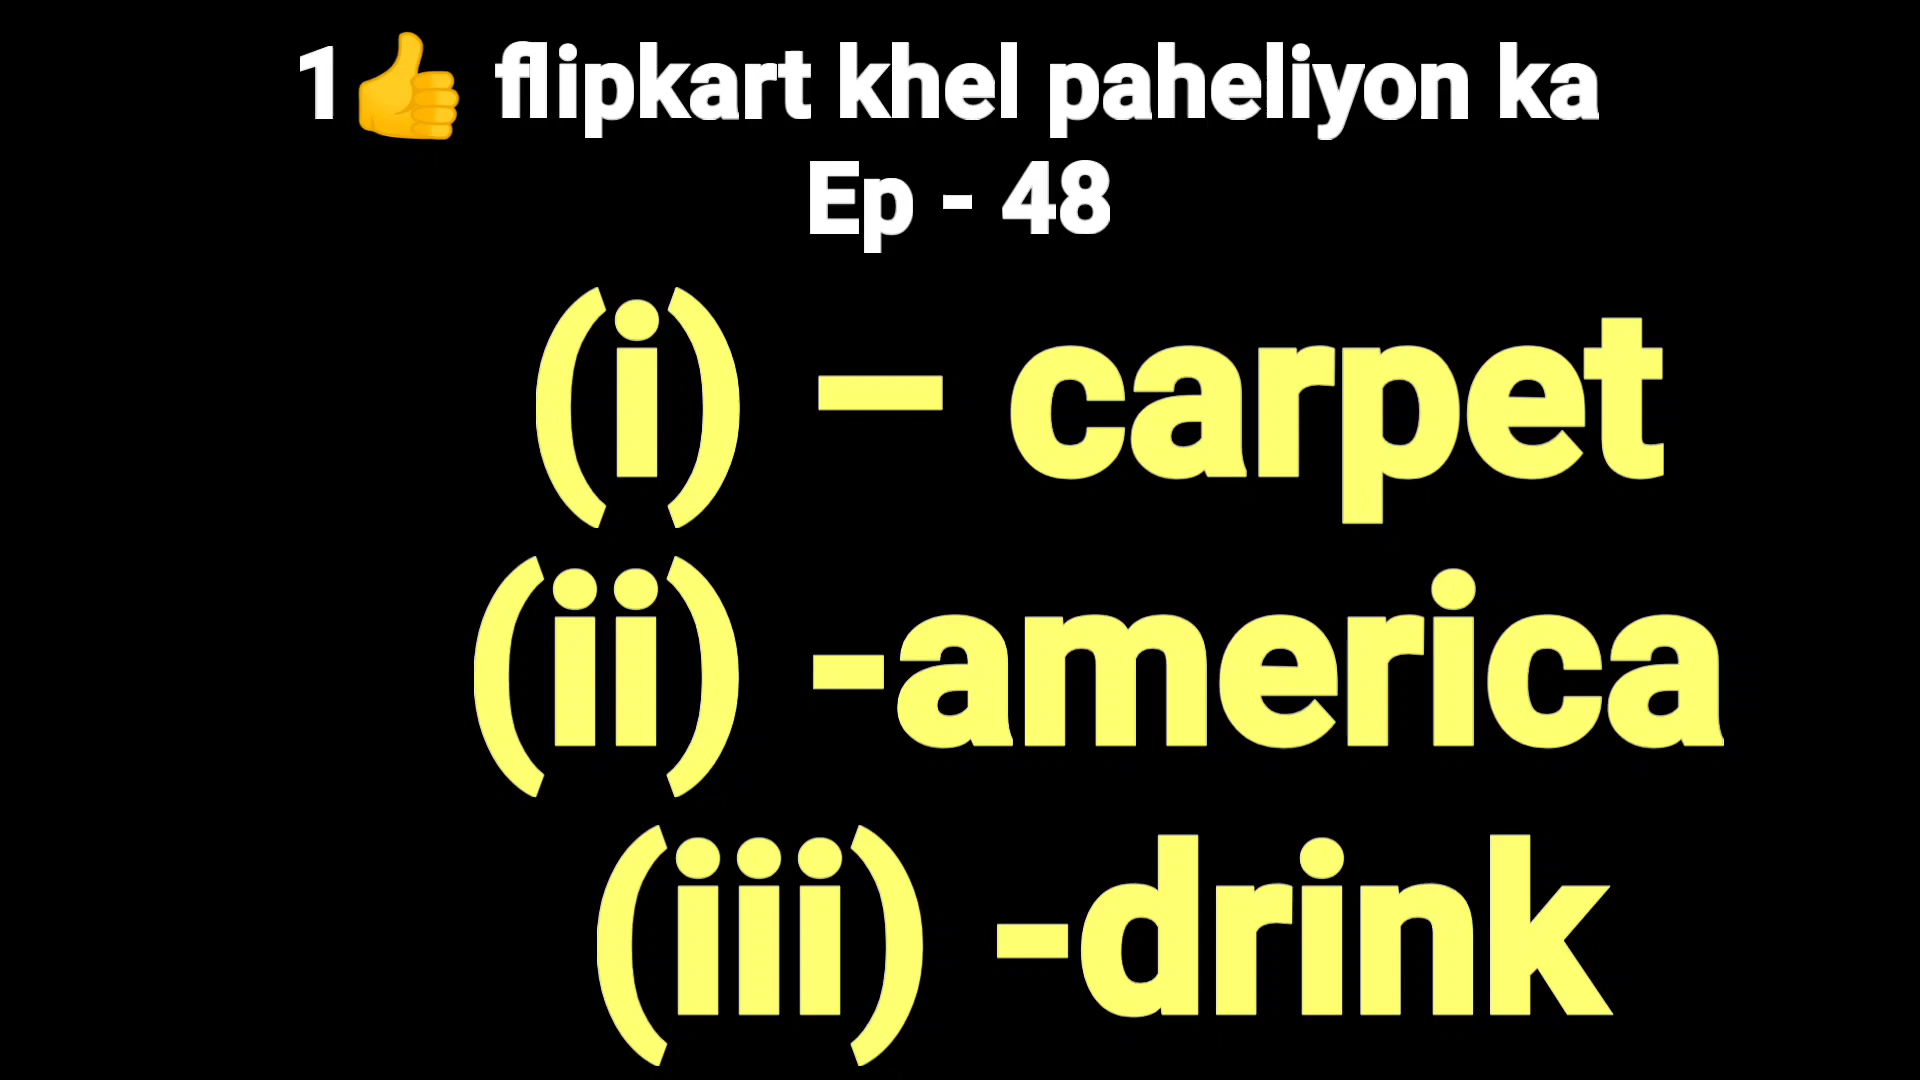 1👍 flipkart khel paheliyon ka
Ep - 48
(i) – carpet
(ii) -america
(iii) -drink